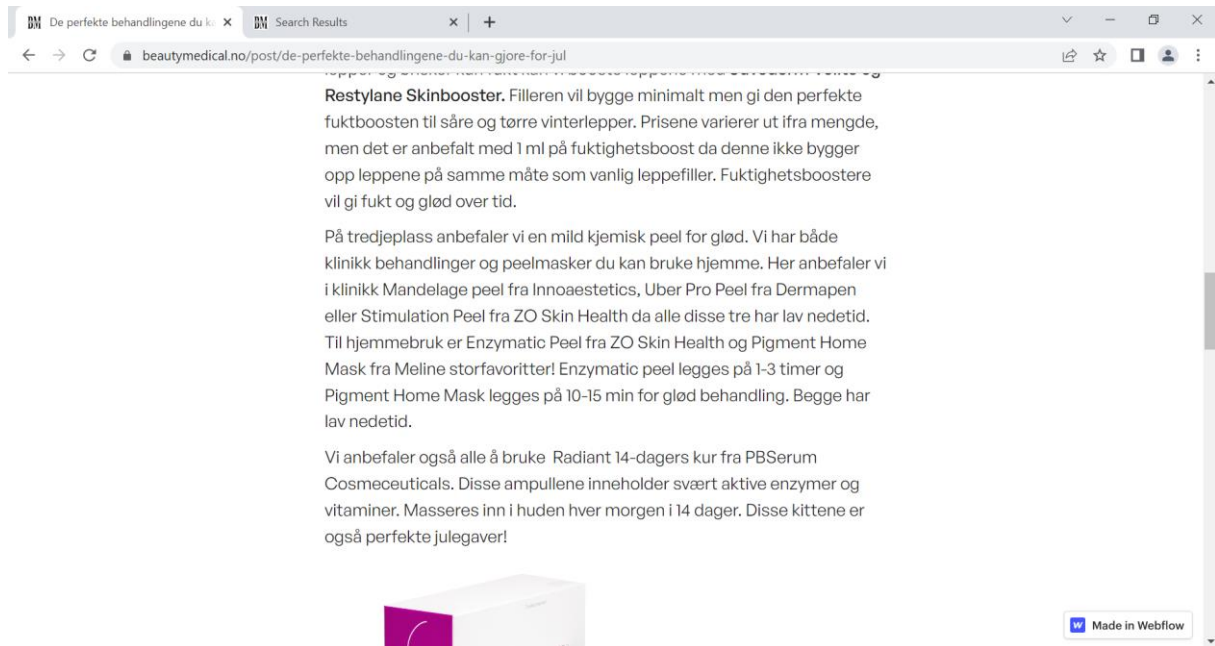 De perfekte behandlingene du k
Search Results
beautymedical.no/post/de-perfekte-behandlingene-du-kan-gjore-for-jul
Restylane Skinbooster. Filleren vil bygge minimalt men gi den perfekte
fuktboosten til såre og tørre vinterlepper. Prisene varierer ut ifra mengde,
men det er anbefalt med 1 ml på fuktighetsboost da denne ikke bygger
opp leppene på samme måte som vanlig leppefiller. Fuktighetsboostere
vil gi fukt og glød over tid.
På tredjeplass anbefaler vi en mild kjemisk peel for glød. Vi har både
klinikk behandlinger og peelmasker du kan bruke hjemme. Her anbefaler vi
i klinikk Mandelage peel fra Innoaestetics, Uber Pro Peel fra Dermapen
eller Stimulation Peel fra ZO Skin Health da alle disse tre har lav nedetid.
Til hjemmebruk er Enzymatic Peel fra ZO Skin Health og Pigment Home
Mask fra Meline storfavoritter! Enzymatic peel legges på 1-3 timer og
Pigment Home Mask legges på 10-15 min for glød behandling. Begge har
lav nedetid.
Vi anbefaler også alle å bruke Radiant 14-dagers kur fra PBSerum
Cosmeceuticals. Disse ampullene inneholder svært aktive enzymer og
vitaminer. Masseres inn i huden hver morgen i 14 dager. Disse kittene er
også perfekte julegaver!
Made in Webflow